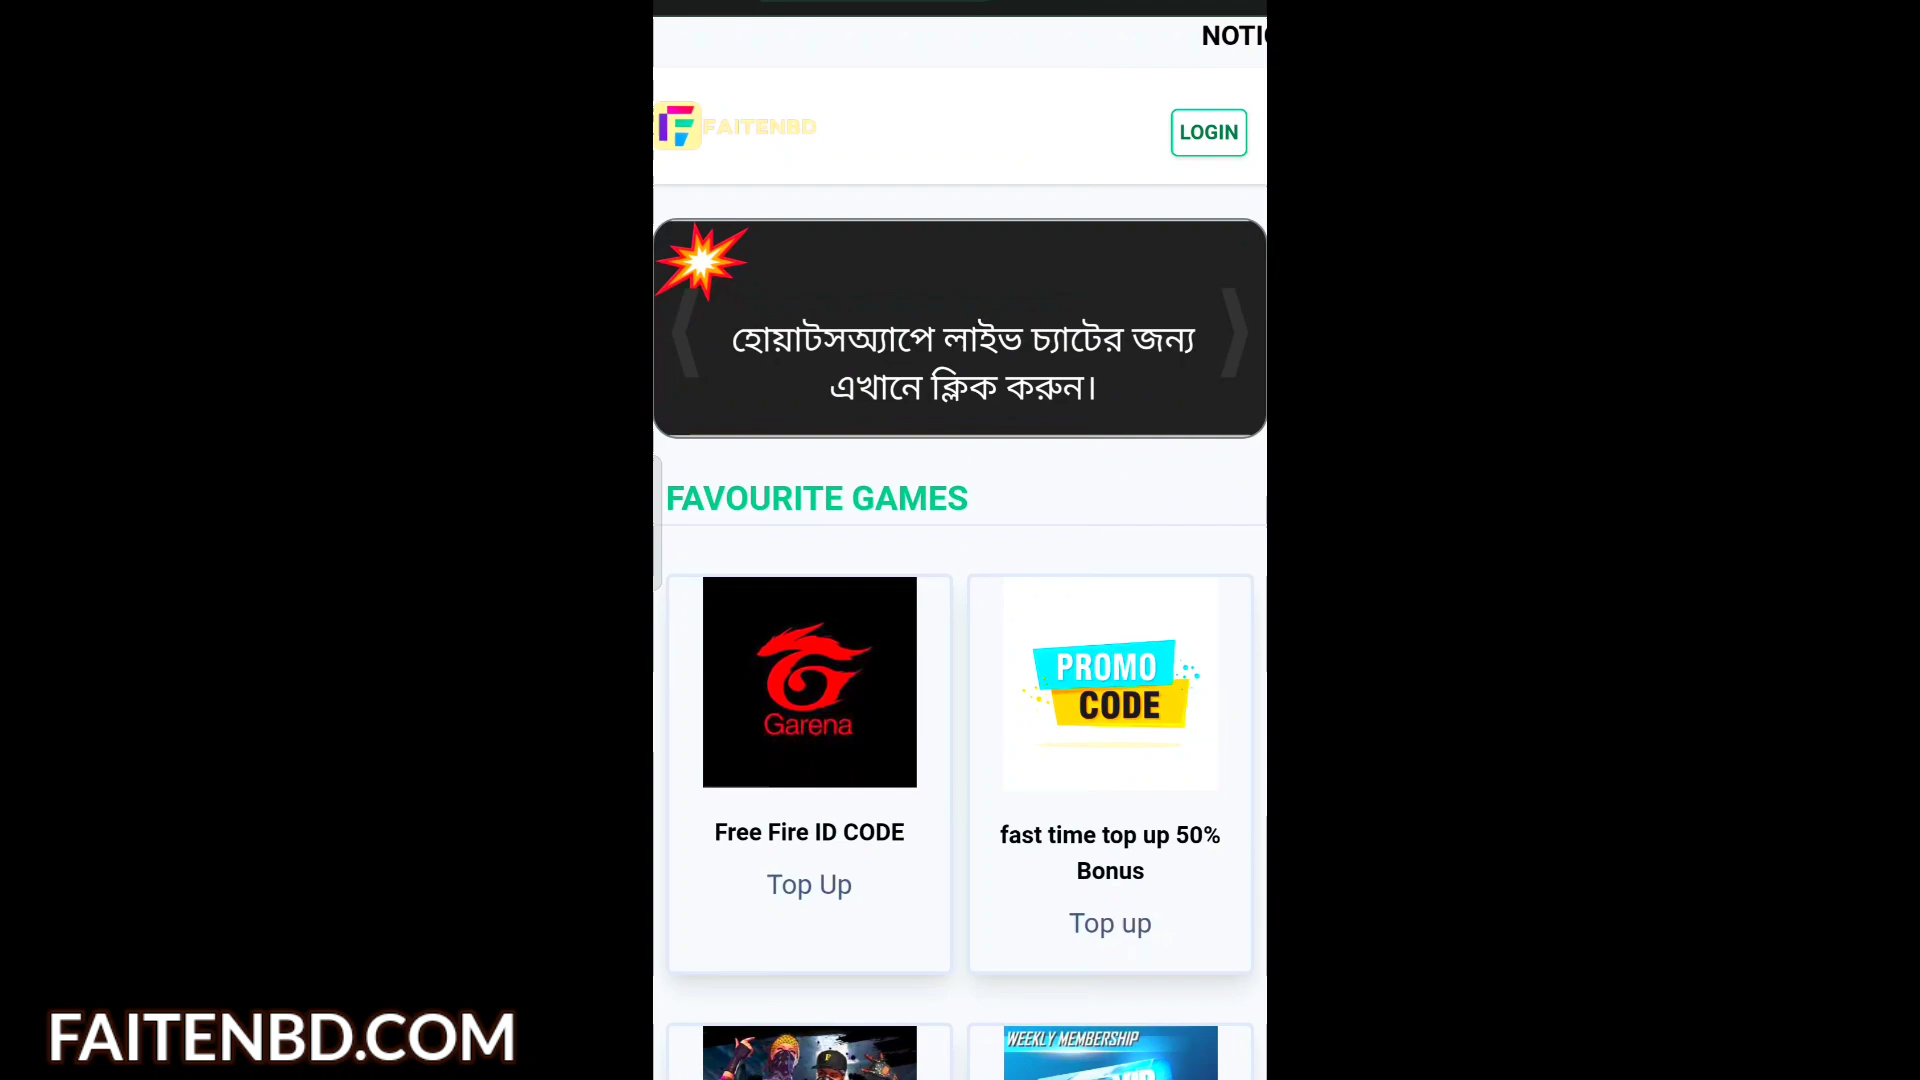 NOTI
FAITENBD
LOGIN
হোয়াটসঅ্যাপে লাইভ চ্যাটের জন্য
এখানে ক্লিক করুন।
FAVOURITE GAMES
Garena
PROMO
CODE
Free Fire ID CODE
Top Up
fast time top up 50%
Bonus
Top up
WEEKLY MEMBERSHIP
FAITENBD.COM